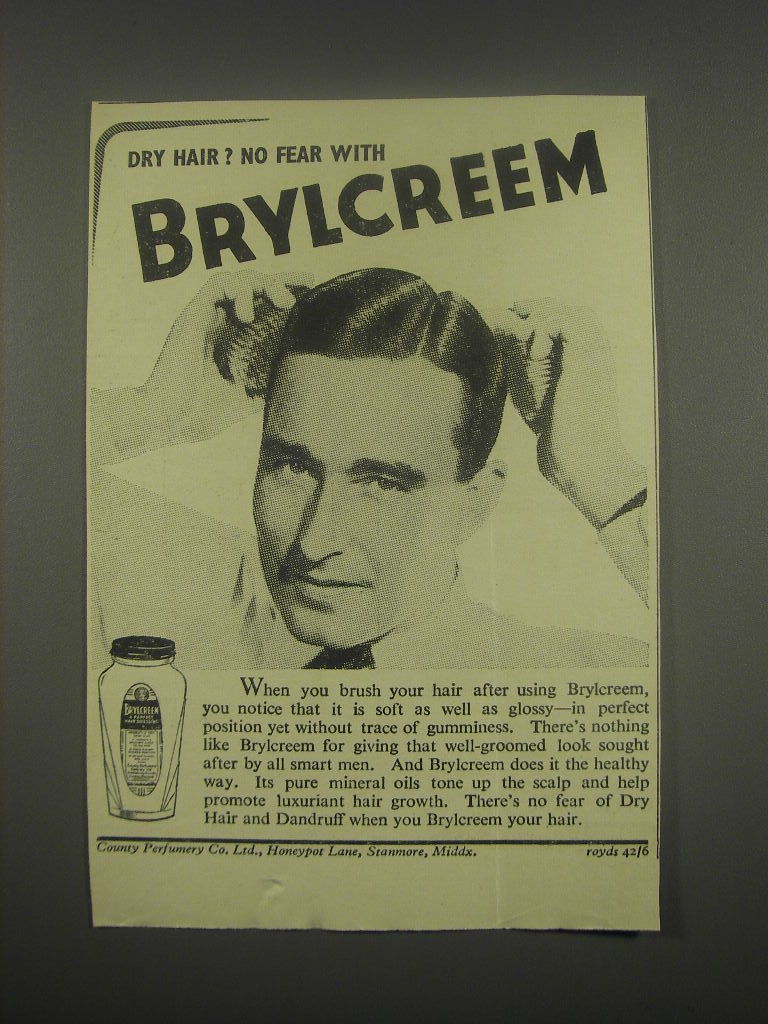 DRY HAIR? NO FEAR WITH
BRYLCREEM
When you brush your hair after using Brylcreem,
you notice that it is soft as well as glossy—in perfect
position yet without trace of gumminess. There's nothing
like Brylcreem for giving that well-groomed look sought
after by all smart men. And Brylcreem does it the healthy
way. Its pure mineral oils tone up the scalp and help
promote luxuriant hair growth. There's no fear of Dry
Hair and Dandruff when you Brylcreem your hair.
BRYLCREEM
A PERFECT
HAIR DRESSING
County Perfumery Co. Ltd., Honeypot Lane, Stanmore, Middx.
royds 42/6